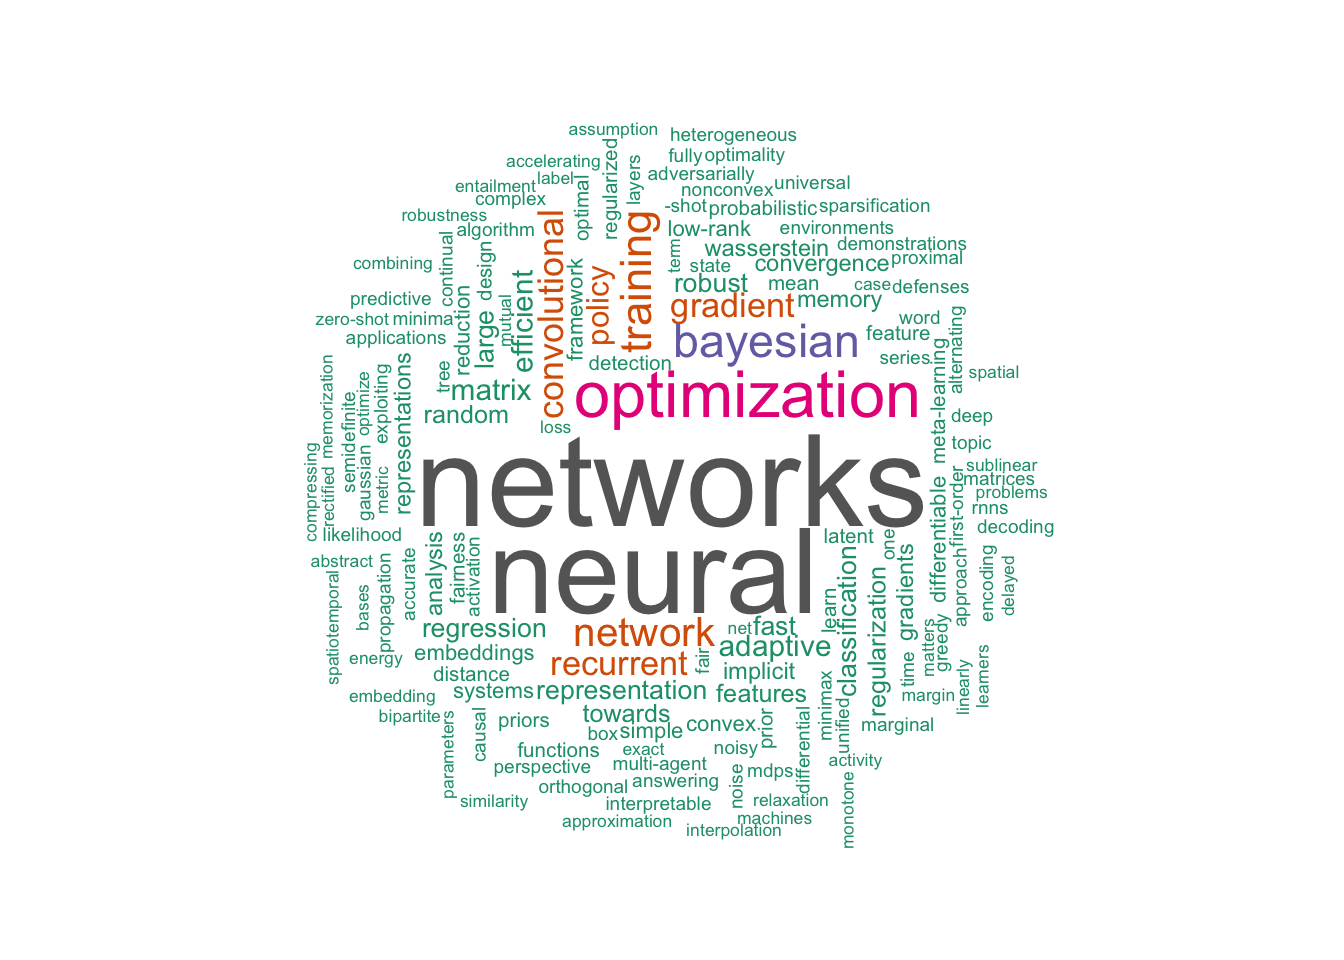 assumption
heterogeneous
accelerating
regularized
layers
fully
optimality
entailment
label
adversarially
complex
optimal
nonconvex
universal
robustness
-shot
probabilistic
sparsification
algorithm
convolutional
training
low-rank
environments
combining
continual
design
term
wasserstein
demonstrations
state
convergence
proximal
predictive
efficient
framework
policy
robust
mean
case
defenses
zero-shot
minima
reduction
large
mutual
gradient
memory
applications
bayesian
feature
word
alternating
detection
series
tree
matrix
optimization
spatial
memorization
semidefinite
optimize
exploiting
representations
random
loss
meta-learning
deep
topic
compressing
rectified
gaussian
metric
networks
sublinear
matrices
problems
rnns
first-order
differentiable
decoding
likelihood
neural
latent
one
abstract
analysis
fairness
activation
classification
gradients
approach
encoding
delayed
spatiotemporal
bases
propagation
accurate
regularization
learn
regression
network
net
fast
energy
embeddings
recurrent
fair
adaptive
time
matters
greedy
distance
implicit
linearly
learners
embedding
systems
representation
features
minimax
margin
bipartite
priors
towards
prior
unified
marginal
parameters
causal
box
simple
convex
differential
functions
exact
noisy
perspective
multi-agent
mdps.
activity
orthogonal
answering
noise
similarity
interpretable
relaxation
monotone
approximation
machines
interpolation